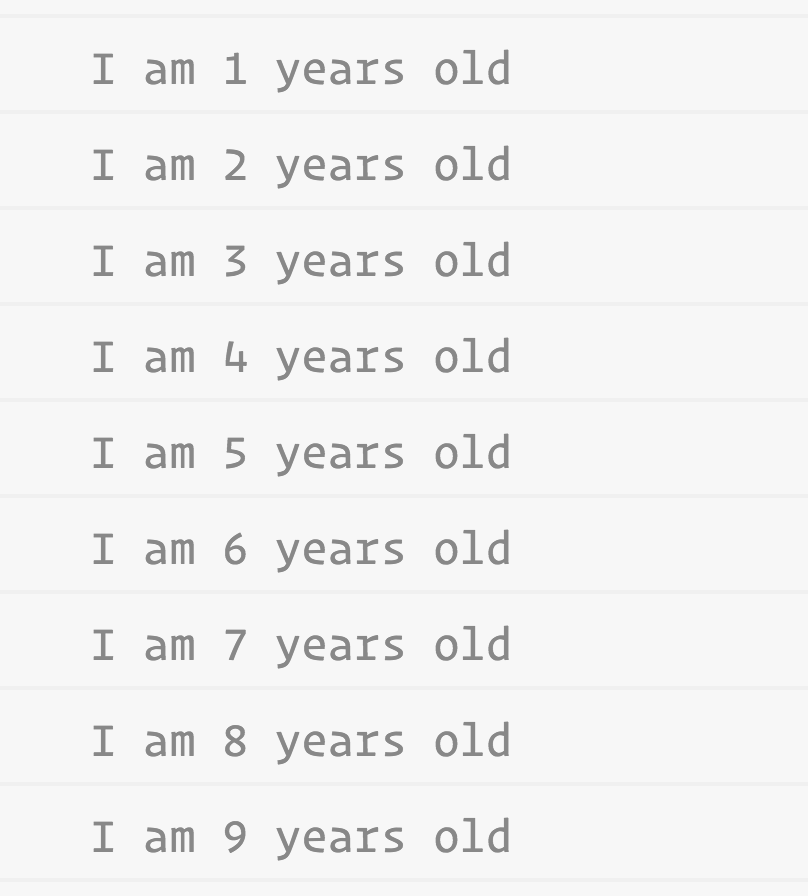 I am 1 years old
I am 2 years old
I am 3 years old
I am 4 years old
I am 5 years old
I am 6 years old
I am 7 years old
I am 8 years old
I am 9 years old